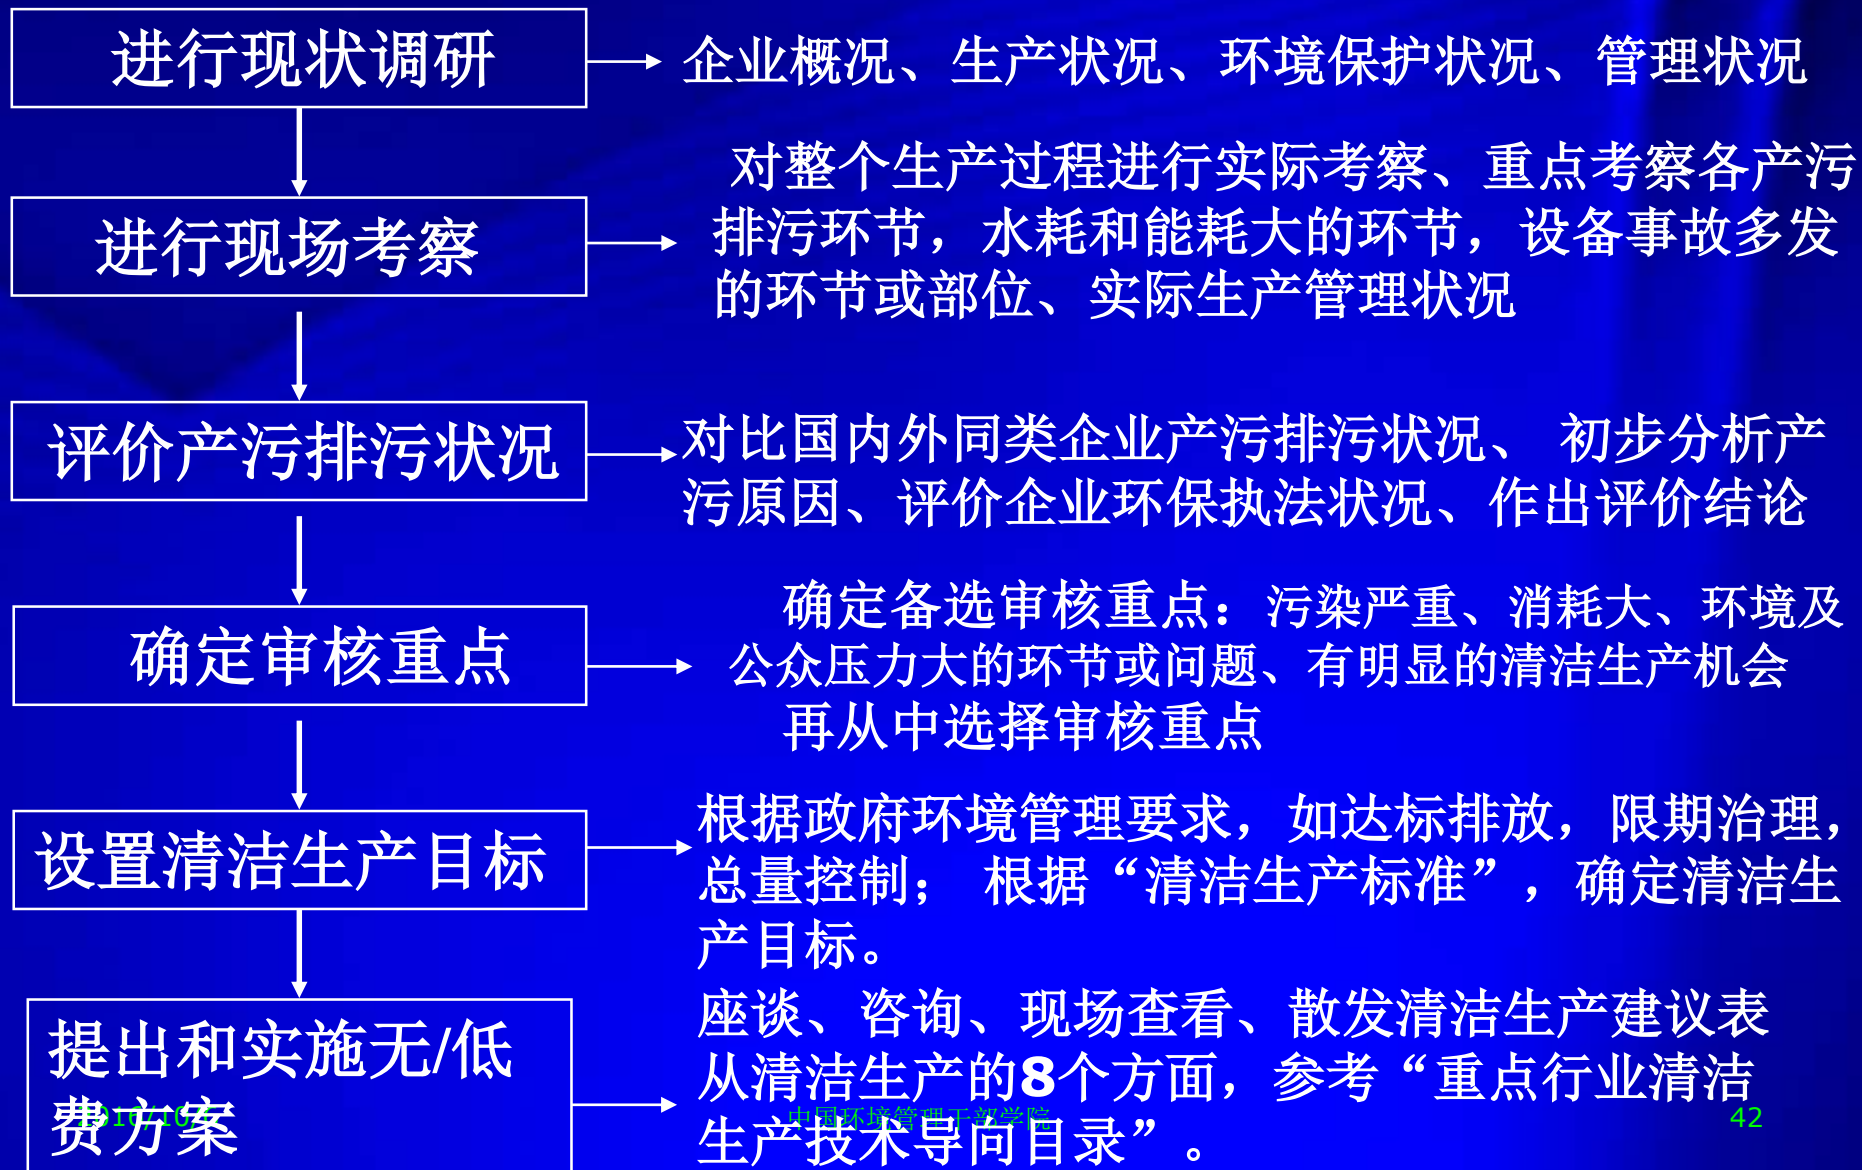 进行现状调研
企业概况、生产状况、环境保护状况、管理状况
进行现场考察
对整个生产过程进行实际考察、重点考察各产污
排污环节，水耗和能耗大的环节，设备事故多发
的环节或部位、实际生产管理状况
评价产污排污状况
对比国内外同类企业产污排污状况、 初步分析产
污原因、评价企业环保执法状况、作出评价结论
确定审核重点
确定备选审核重点：污染严重、消耗大、环境及
公众压力大的环节或问题、有明显的清洁生产机会
再从中选择审核重点
设置清洁生产目标
根据政府环境管理要求，如达标排放，限期治理，
总量控制； 根据“清洁生产标准”，确定清洁生
产目标。
提出和实施无/低
费方案
座谈、咨询、现场查看、散发清洁生产建议表
从清洁生产的8个方面，参考“重点行业清洁
生产技术导向目录”。
中国环境管理干部学院
42